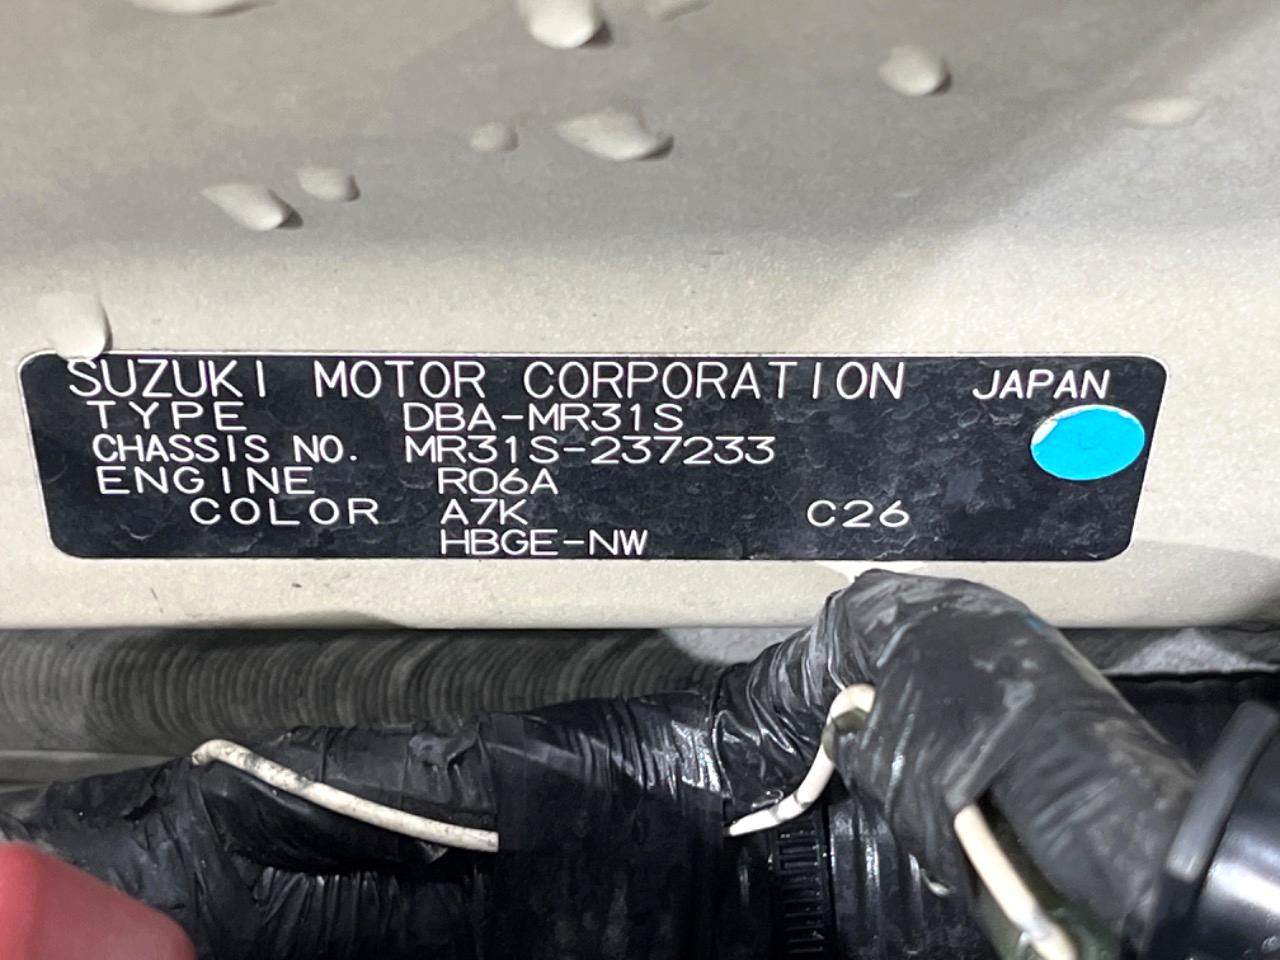 SUZUKI MOTOR CORPORATION JAPAN
TYPE DBA-MR31S
CHASSIS NO. MR31S-237233
ENGINE R06A
COLOR A7K C26
HBGE-NW